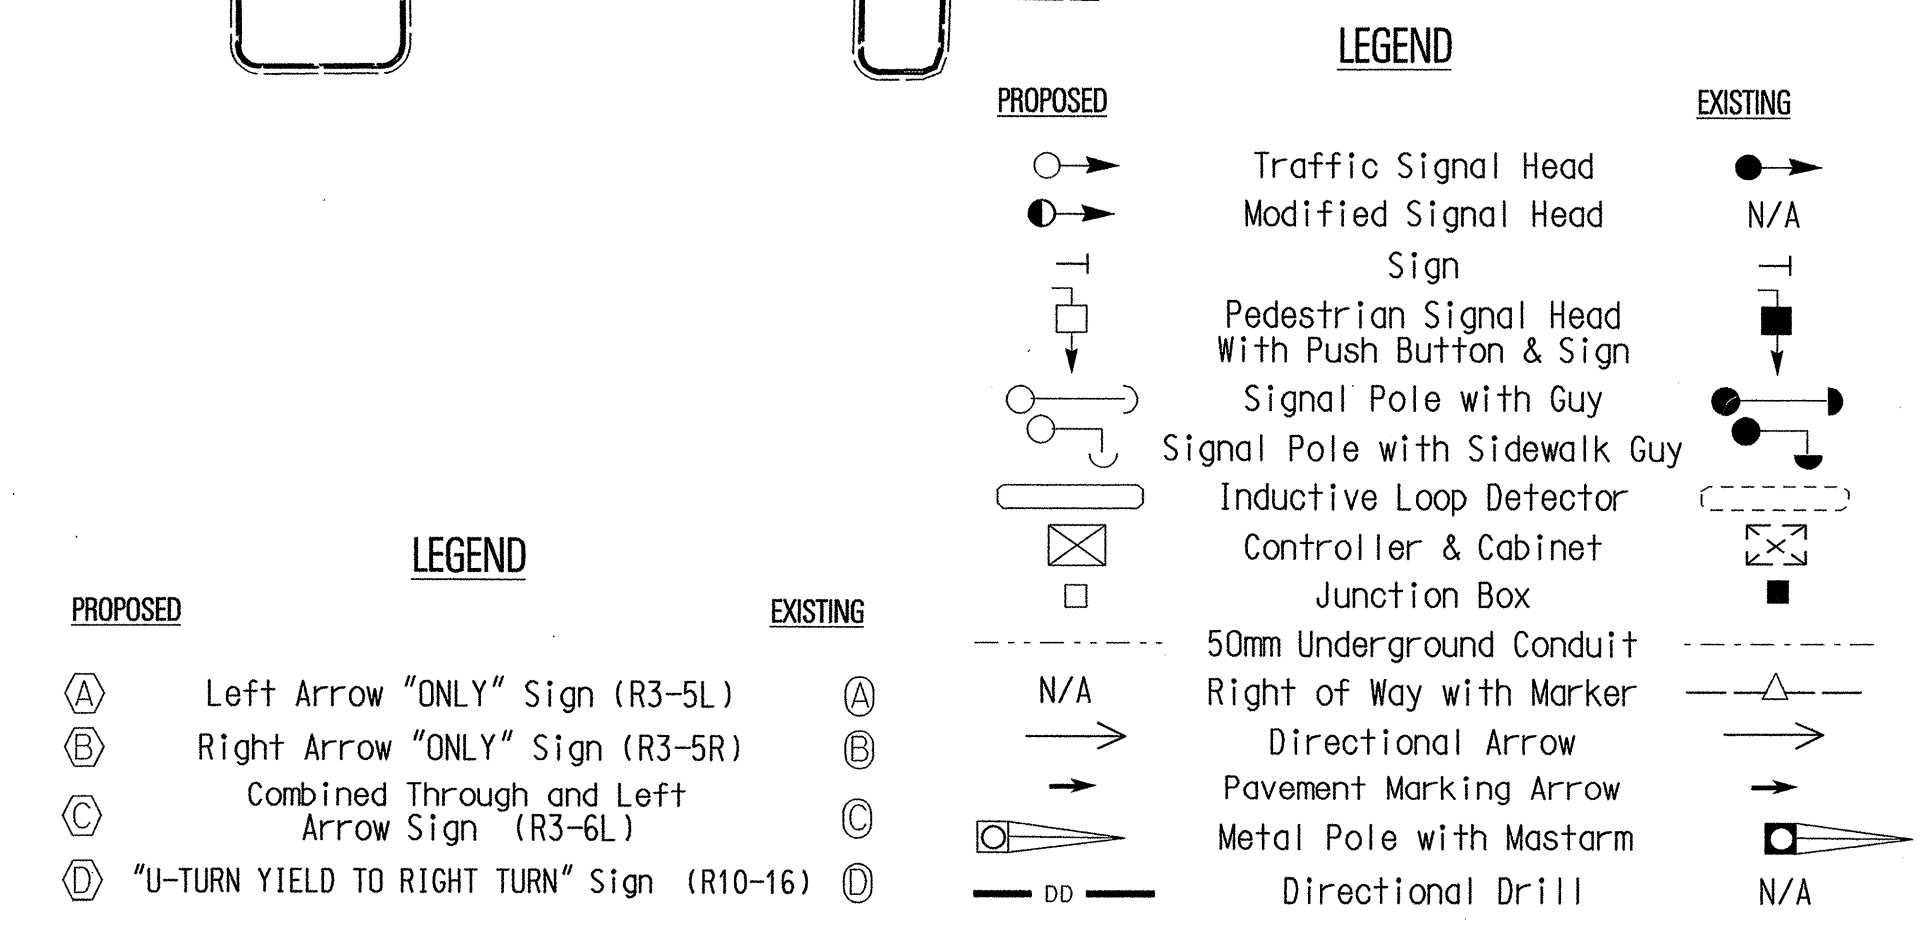 LEGEND
PROPOSED EXISTING
Traffic Signal Head
Modified Signal Head N/A
Sign
Pedestrian Signal Head
With Push Button & Sign
Signal Pole with Guy
Signal Pole with Sidewalk Guy
Inductive Loop Detector
Controller & Cabinet
Junction Box
50mm Underground Conduit
N/A Right of Way with Marker
Directional Arrow
Pavement Marking Arrow
Metal Pole with Mastarm
DD Directional Drill N/A
LEGEND
PROPOSED EXISTING
A Left Arrow "ONLY" Sign (R3-5L) A
B Right Arrow "ONLY" Sign (R3-5R) B
Combined Through and Left
C Arrow Sign (R3-6L) C
D "U-TURN YIELD TO RIGHT TURN" Sign (R10-16) D